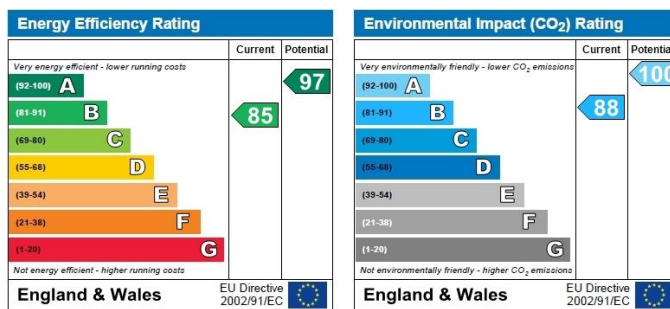 Energy Efficiency Rating
Current Potential
Very energy efficient - lower running costs
(92-100) A
97
(81-91) B
85
(69-80) C
(55-68) D
(39-54) E
(21-38) F
(1-20) G
Not energy efficient - higher running costs
England & Wales
EU Directive
2002/91/EC
Environmental Impact (CO₂) Rating
Current Potential
Very environmentally friendly - lower CO₂ emissions
100
(92-100) A
(81-91) B
88
(69-80) C
(55-68) D
(39-54) E
(21-38) F
(1-20) G
Not environmentally friendly - higher CO₂ emissions
England & Wales
EU Directive
2002/91/EC